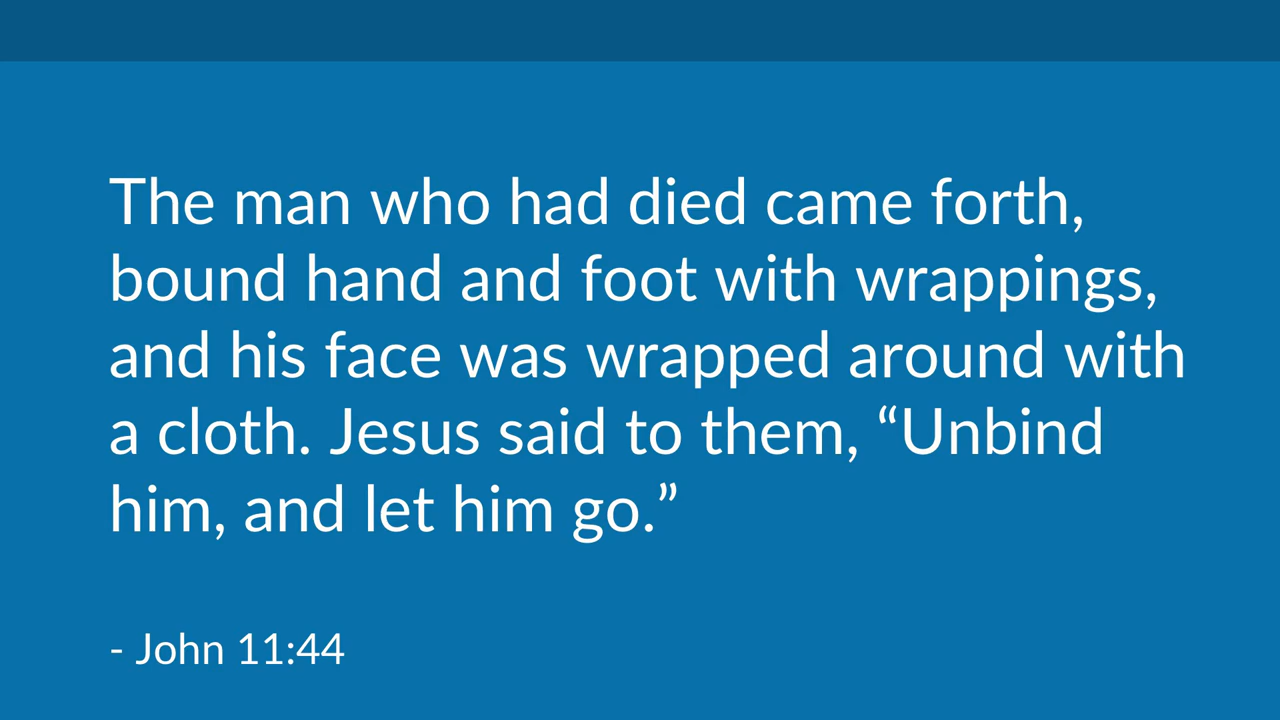 The man who had died came forth,
bound hand and foot with wrappings,
and his face was wrapped around with
a cloth. Jesus said to them, “Unbind
him, and let him go.”
- John 11:44